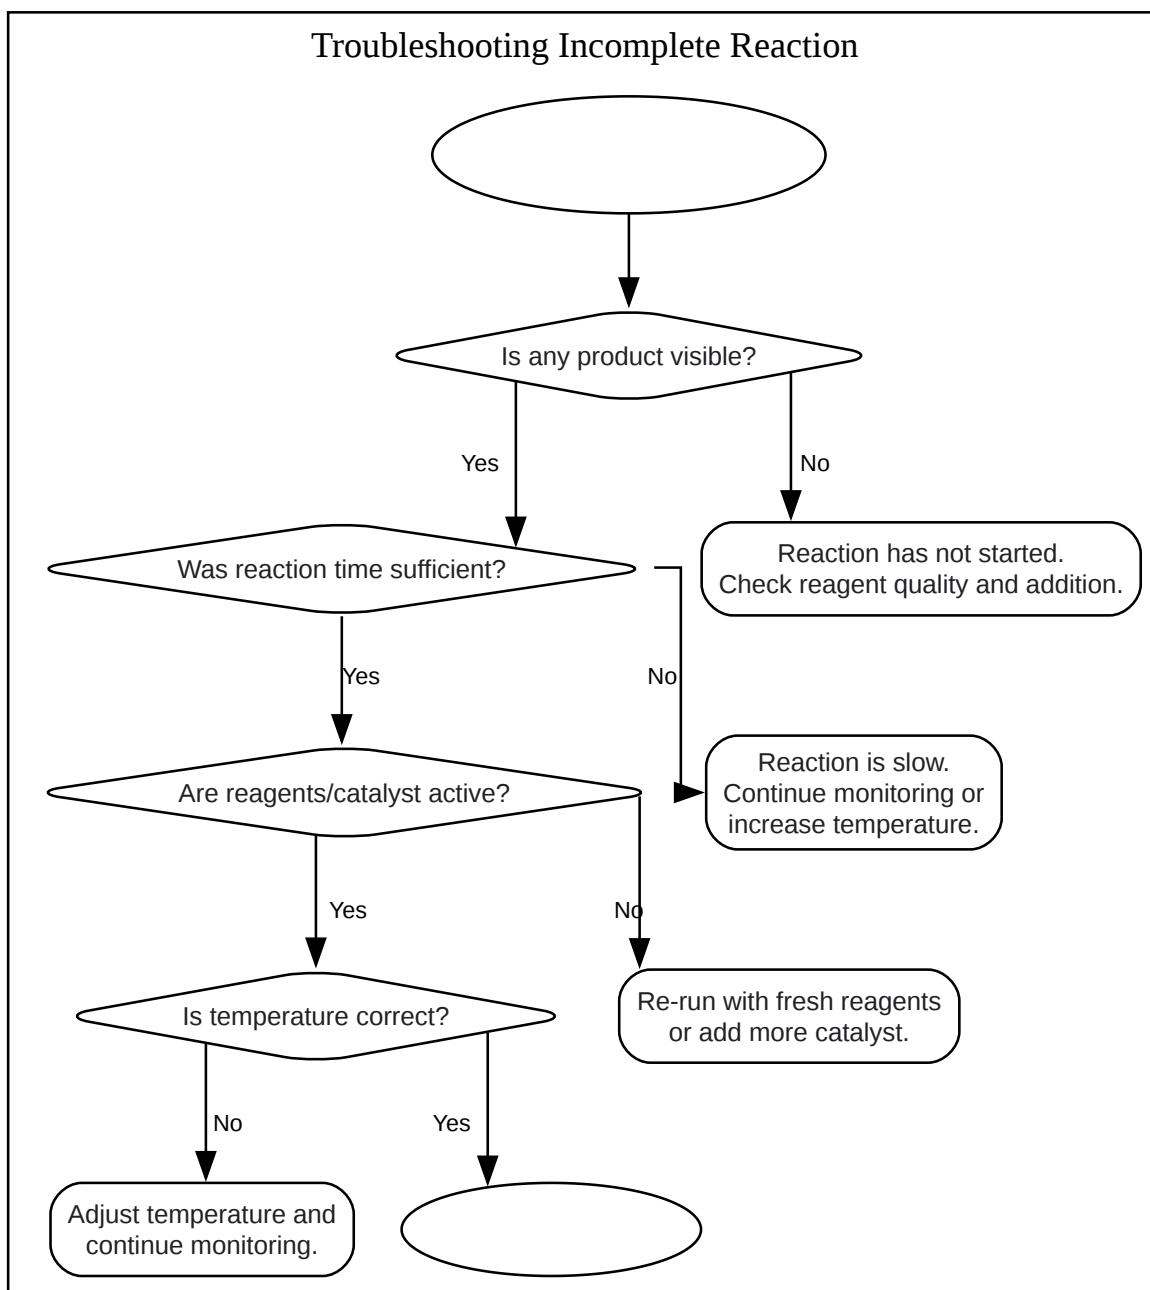 Troubleshooting Incomplete Reaction
Is any product visible?
Yes
No
Was reaction time sufficient?
Reaction has not started.
Check reagent quality and addition.
Yes
No
Are reagents/catalyst active?
Reaction is slow.
Continue monitoring or
increase temperature.
Yes
No
Is temperature correct?
Re-run with fresh reagents
or add more catalyst.
No
Yes
Adjust temperature and
continue monitoring.